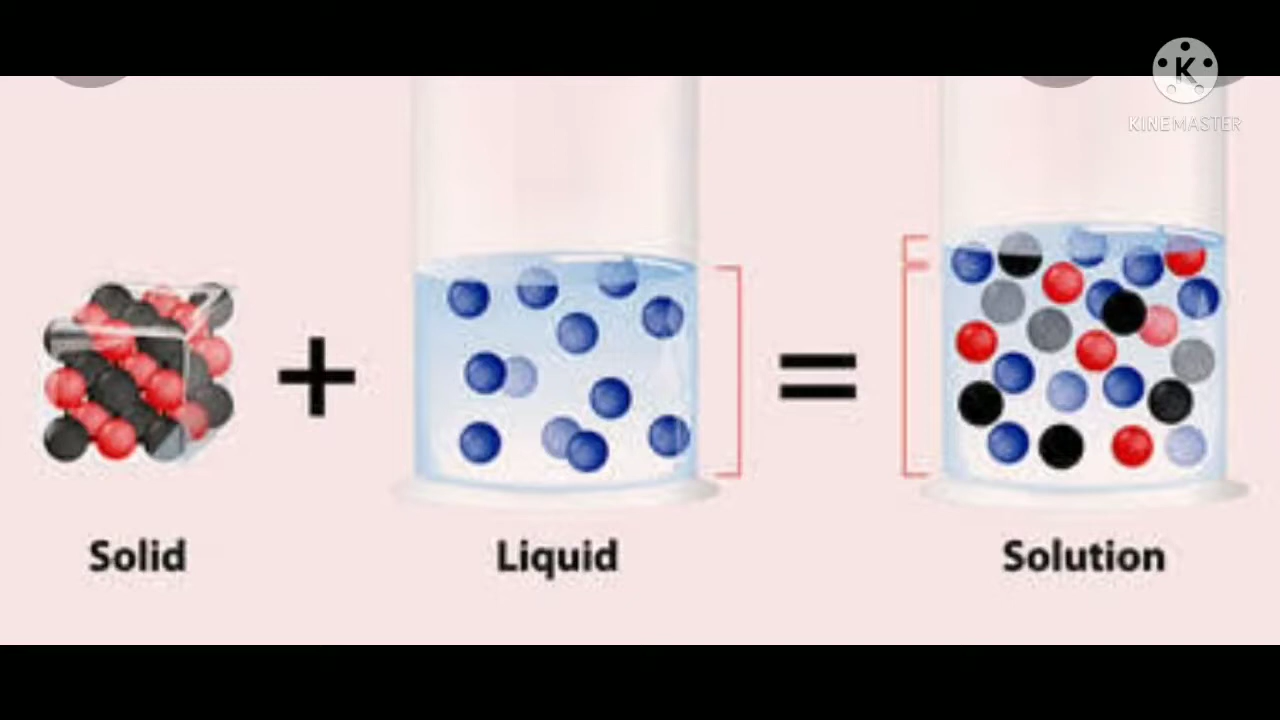 K
KINEMASTER
+
=
Solid
Liquid
Solution